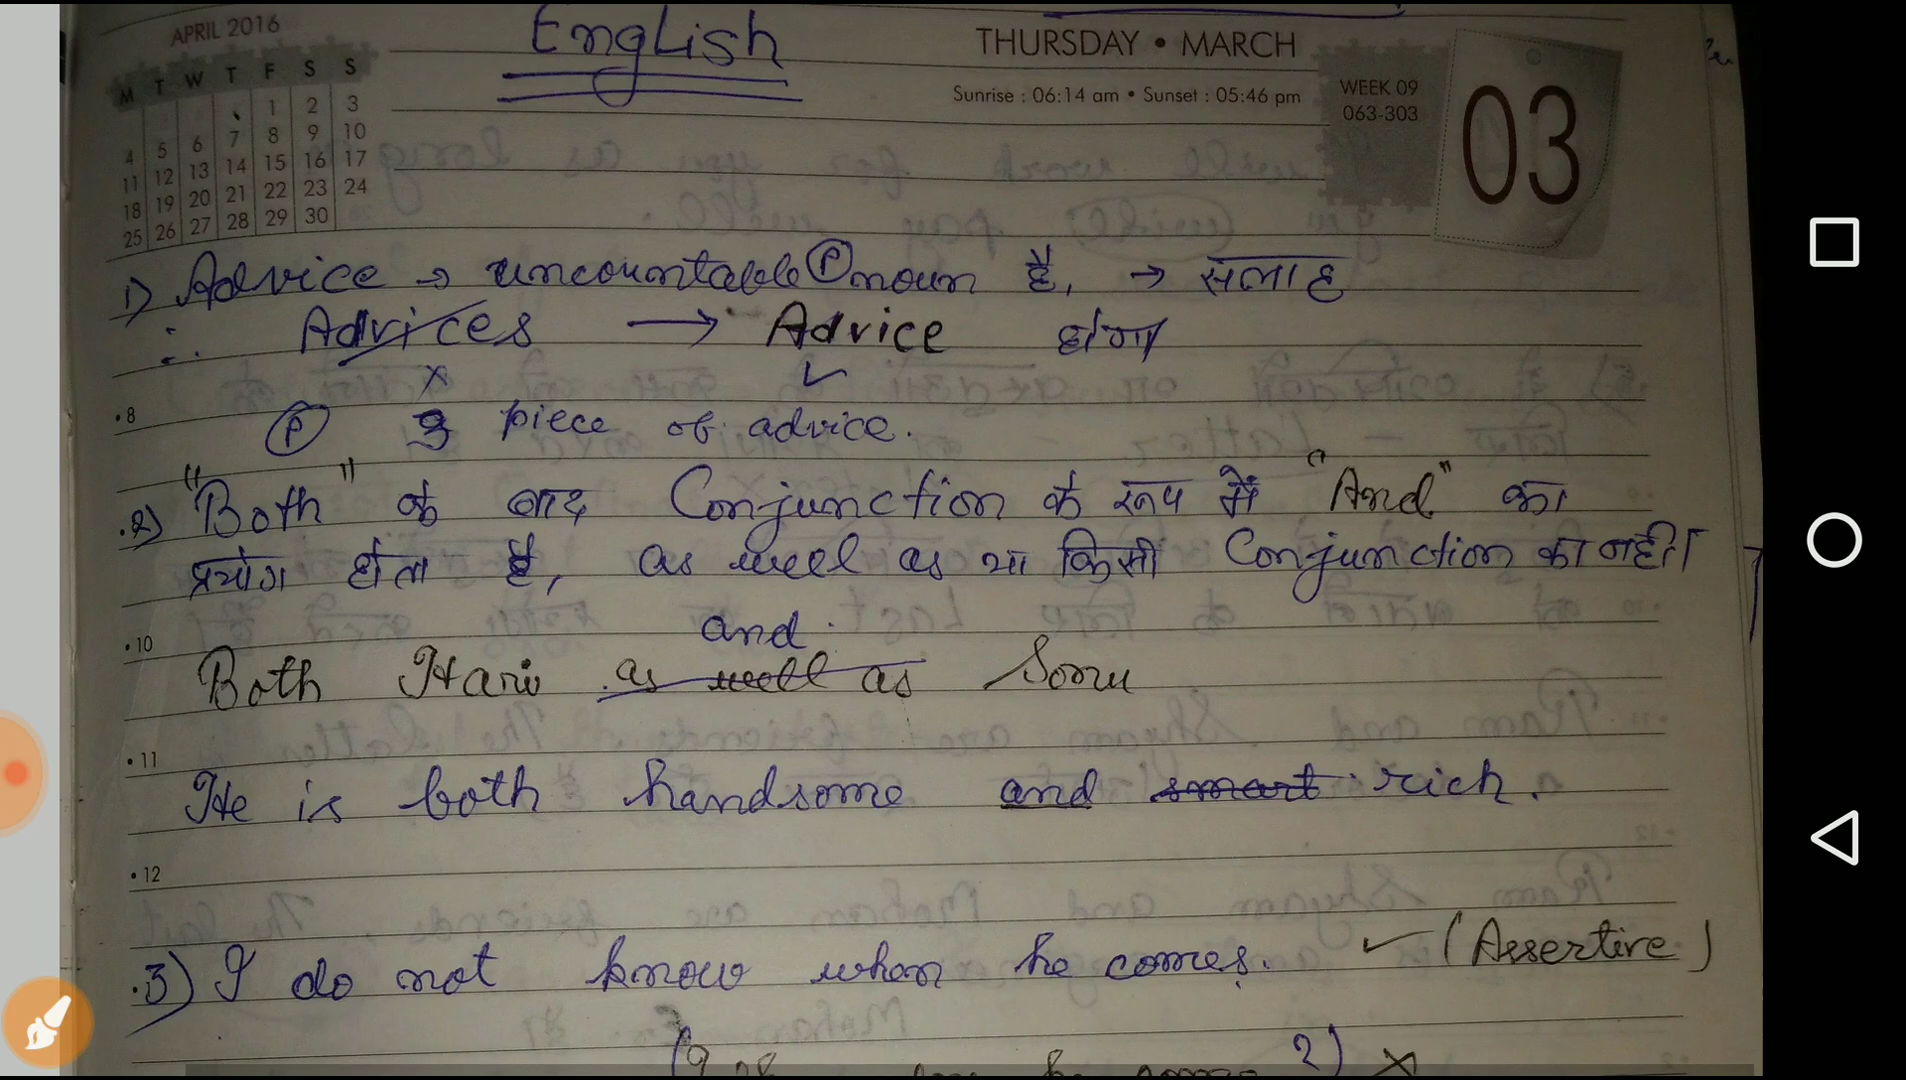 APRIL 2016
M T W T F S S
1 2 3
4 5 6 7 8 9 10
11 12 13 14 15 16 17
18 19 20 21 22 23 24
25 26 27 28 29 30
English
THURSDAY • MARCH
Sunrise : 06:14 am • Sunset : 05:46 pm
WEEK 09
063-303
03
1) Advice → uncountable (P) noun है, → सलाह
∴ Advices → Advice होगा
× ✓
•8
(P) piece of advice.
2) "Both" के बाद Conjunction के रूप में "And" का
प्रयोग होता है, as well as या किसी Conjunction का नही।
•10
and
Both Hari as well as Sonu
•11
He is both handsome and smart rich.
•12
3) I do not know when he comes. ✓ (Assertive)